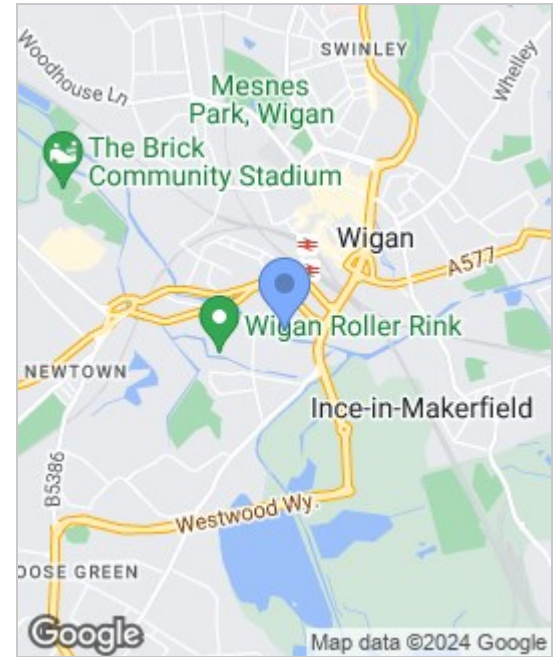 SWINLEY
Woodhouse Ln
Whelley
Mesnes
Park, Wigan
The Brick
Community Stadium
Wigan
A577
Wigan Roller Rink
NEWTOWN
Ince-in-Makerfield
B5386
Westwood Wy.
OOSE GREEN
Google
Map data ©2024 Google